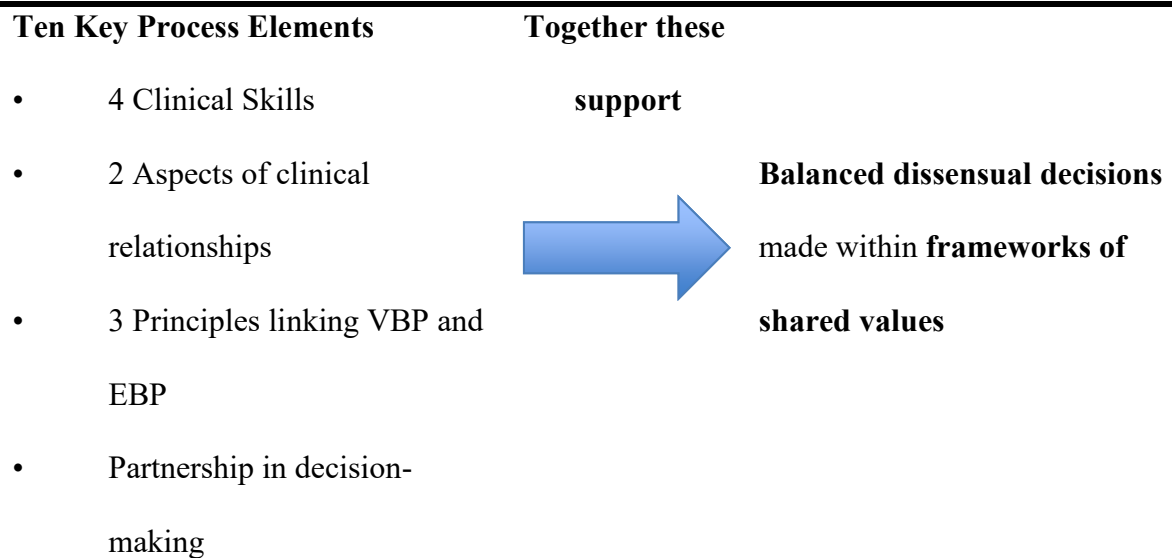 Ten Key Process Elements
• 4 Clinical Skills
• 2 Aspects of clinical
relationships
• 3 Principles linking VBP and
EBP
• Partnership in decision-
making
Together these
support
Balanced dissensual decisions
made within frameworks of
shared values